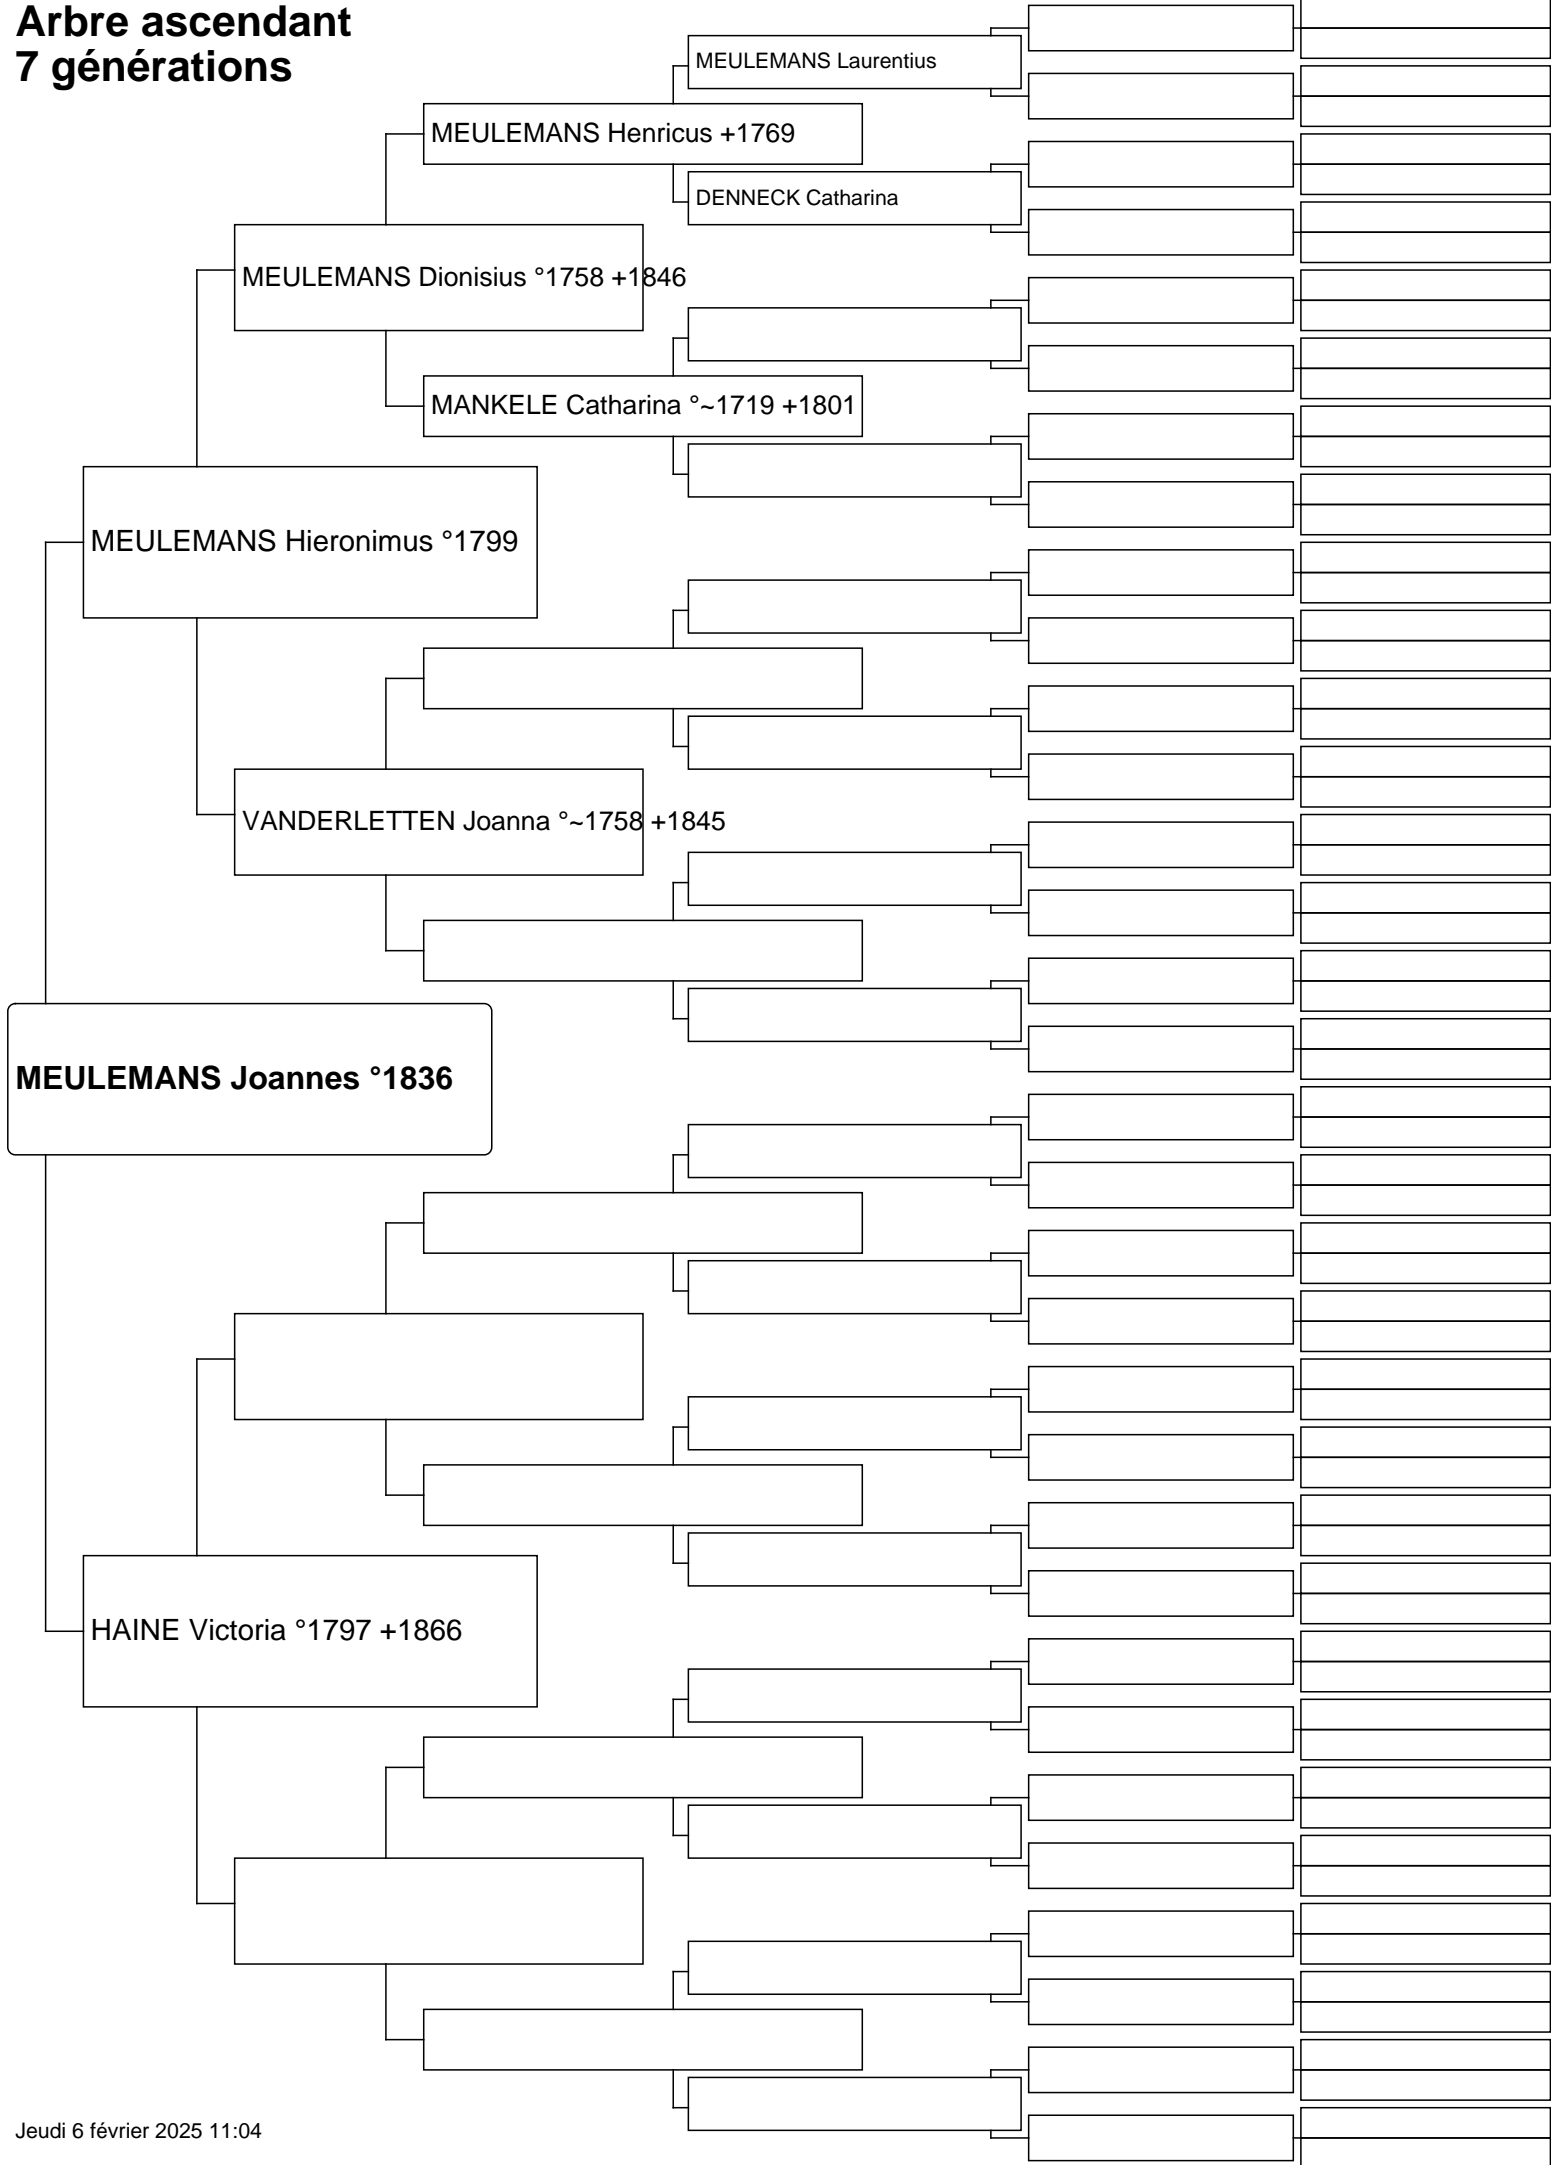 Arbre ascendant
7 générations
MEULEMANS Laurentius
MEULEMANS Henricus +1769
DENNECK Catharina
MEULEMANS Dionisius °1758 +1846
MANKELE Catharina °~1719 +1801
MEULEMANS Hieronimus °1799
VANDERLETTEN Joanna °~1758 +1845
MEULEMANS Joannes °1836
HAINE Victoria °1797 +1866
Jeudi 6 février 2025 11:04